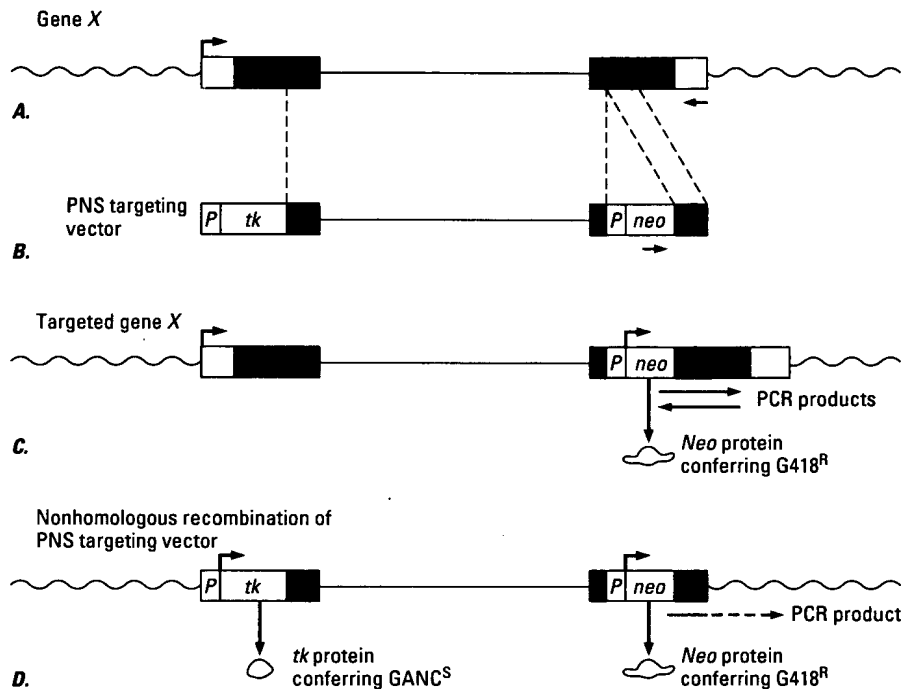 Gene X
A.
PNS targeting
vector
P tk
P neo
B.
Targeted gene X
P neo
PCR products
C.
Neo protein
conferring G418R
Nonhomologous recombination of
PNS targeting vector
P tk
P neo
PCR product
tk protein
conferring GANCS
Neo protein
conferring G418R
D.